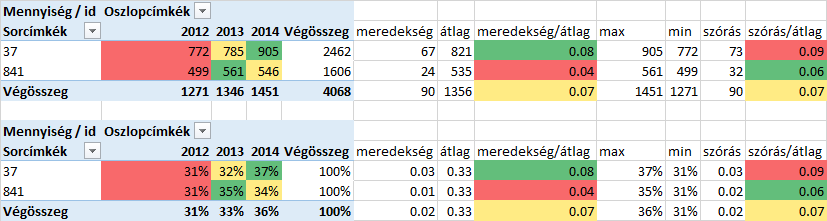 Mennyiség / id Oszlopcímkék
Sorcímkék 2012 2013 2014 Végösszeg meredekség átlag meredekség/átlag max min szórás szórás/átlag
37 772 785 905 2462 67 821 0.08 905 772 73 0.09
841 499 561 546 1606 24 535 0.04 561 499 32 0.06
Végösszeg 1271 1346 1451 4068 90 1356 0.07 1451 1271 90 0.07
Mennyiség / id Oszlopcímkék
Sorcímkék 2012 2013 2014 Végösszeg meredekség átlag meredekség/átlag max min szórás szórás/átlag
37 31% 32% 37% 100% 0.03 0.33 0.08 37% 31% 0.03 0.09
841 31% 35% 34% 100% 0.01 0.33 0.04 35% 31% 0.02 0.06
Végösszeg 31% 33% 36% 100% 0.02 0.33 0.07 36% 31% 0.02 0.07